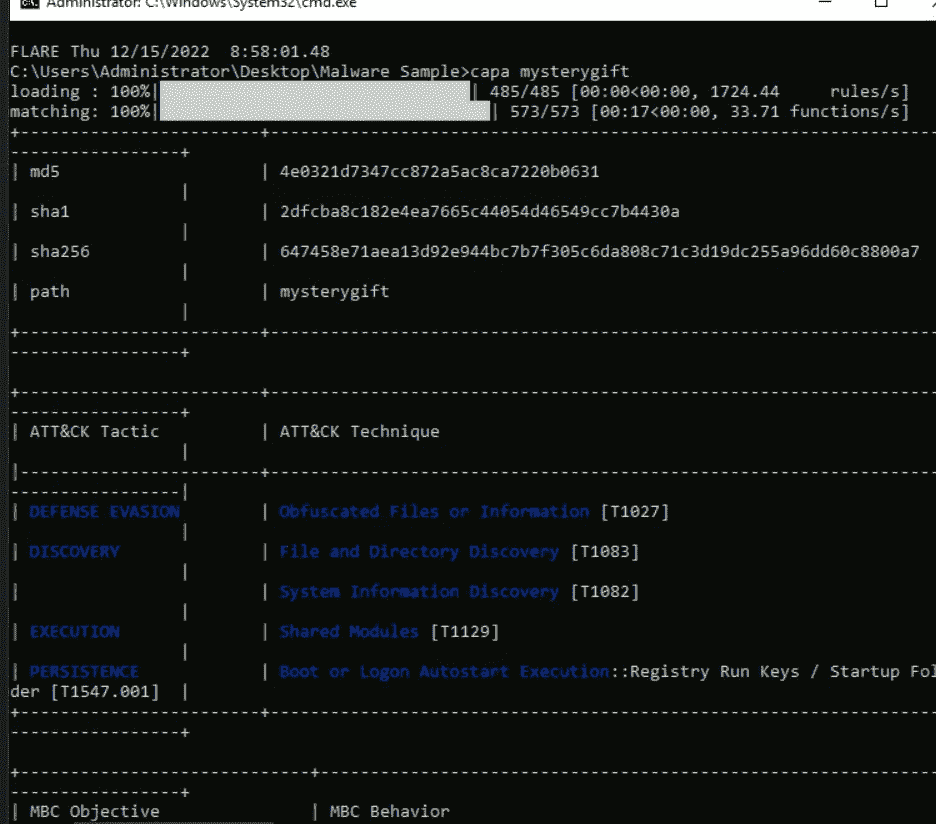 Administrator: C:\Windows\System32\cmd.exe
FLARE Thu 12/15/2022  8:58:01.48
C:\Users\Administrator\Desktop\Malware Sample>capa mysterygift
loading : 100%| | 485/485 [00:00<00:00, 1724.44     rules/s]
matching: 100%| | 573/573 [00:17<00:00, 33.71 functions/s]
| md5 | 4e0321d7347cc872a5ac8ca7220b0631
| sha1 | 2dfcba8c182e4ea7665c44054d46549cc7b4430a
| sha256 | 647458e71aea13d92e944bc7b7f305c6da808c71c3d19dc255a96dd60c8800a7
| path | mysterygift
| ATT&CK Tactic | ATT&CK Technique
| DEFENSE EVASION | Obfuscated Files or Information [T1027]
| DISCOVERY | File and Directory Discovery [T1083]
| | System Information Discovery [T1082]
| EXECUTION | Shared Modules [T1129]
| PERSISTENCE | Boot or Logon Autostart Execution::Registry Run Keys / Startup Fol
der [T1547.001] |
| MBC Objective | MBC Behavior